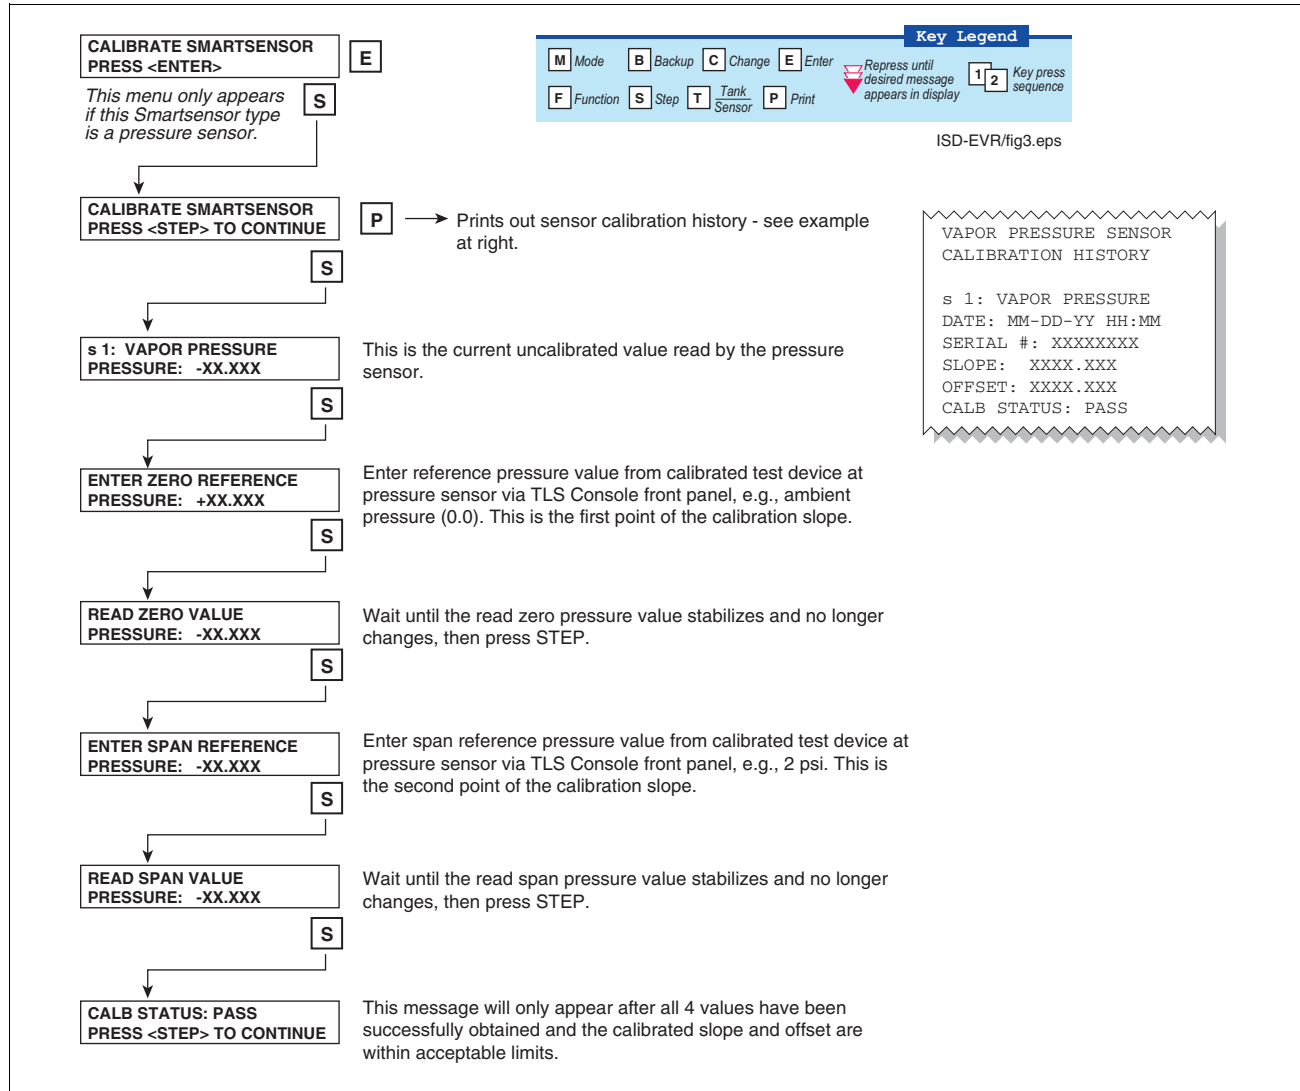 CALIBRATE SMARTSENSOR
PRESS <ENTER>
E
This menu only appears
if this Smartsensor type
is a pressure sensor.
S
Key Legend
M Mode B Backup C Change E Enter
Repress until
desired message
appears in display
1 2
Key press
sequence
F Function S Step T Tank
Sensor
P Print
ISD-EVR/fig3.eps
CALIBRATE SMARTSENSOR
PRESS <STEP> TO CONTINUE
P
Prints out sensor calibration history - see example
at right.
S
VAPOR PRESSURE SENSOR
CALIBRATION HISTORY
s 1: VAPOR PRESSURE
DATE: MM-DD-YY HH:MM
SERIAL #: XXXXXXXX
SLOPE: XXXX.XXX
OFFSET: XXXX.XXX
CALB STATUS: PASS
s 1: VAPOR PRESSURE
PRESSURE: -XX.XXX
This is the current uncalibrated value read by the pressure
sensor.
S
ENTER ZERO REFERENCE
PRESSURE: +XX.XXX
Enter reference pressure value from calibrated test device at
pressure sensor via TLS Console front panel, e.g., ambient
pressure (0.0). This is the first point of the calibration slope.
S
READ ZERO VALUE
PRESSURE: -XX.XXX
Wait until the read zero pressure value stabilizes and no longer
changes, then press STEP.
S
ENTER SPAN REFERENCE
PRESSURE: -XX.XXX
Enter span reference pressure value from calibrated test device at
pressure sensor via TLS Console front panel, e.g., 2 psi. This is
the second point of the calibration slope.
S
READ SPAN VALUE
PRESSURE: -XX.XXX
Wait until the read span pressure value stabilizes and no longer
changes, then press STEP.
S
CALB STATUS: PASS
PRESS <STEP> TO CONTINUE
This message will only appear after all 4 values have been
successfully obtained and the calibrated slope and offset are
within acceptable limits.